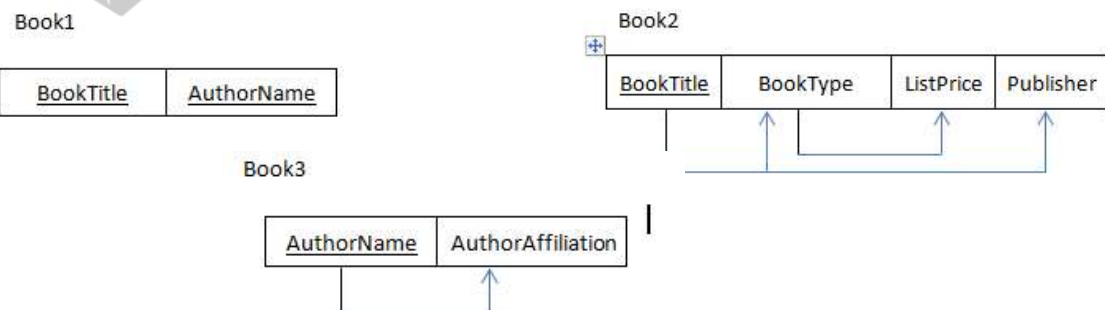 Book1
BookTitle AuthorName
Book2
BookTitle BookType ListPrice Publisher
Book3
AuthorName AuthorAffiliation